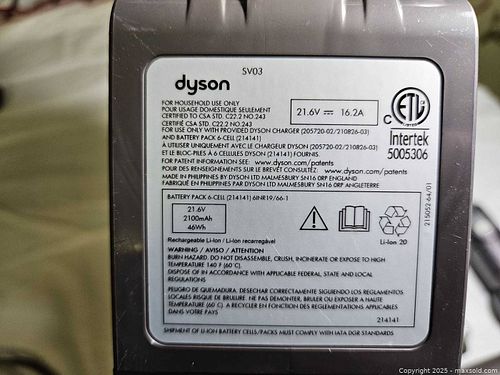 SV03
dyson
FOR HOUSEHOLD USE ONLY
POUR USAGE DOMESTIQUE SEULEMENT
CERTIFIED TO CSA STD. C22.2 NO.243
CERTIFIÉ CSA STD. C22.2 NO.243
21.6V ⎓ 16.2A
C ETL
Intertek
5005306
FOR USE ONLY WITH PROVIDED DYSON CHARGER (205720-02/210826-03)
AND BATTERY PACK 6-CELL (214141)
À UTILISER UNIQUEMENT AVEC LE CHARGEUR DYSON (205720-02/210826-03)
ET LE BLOC-PILES À 6 CELLULES DYSON (214141) FOURNIS.
FOR PATENT INFORMATION SEE: www.dyson.com/patents
POUR DES RENSEIGNEMENTS SUR LE BREVET CONSULTÉZ: www.dyson.com/patents
MADE IN PHILIPPINES BY DYSON LTD MALMESBURY SN16 ORP ENGLAND
FABRIQUÉ EN PHILIPPINES PAR DYSON LTD MALMESBURY SN16 ORP ANGLETERRE
BATTERY PACK 6-CELL (214141) 6INR19/66-1
21.6V
2100mAh
46Wh
Li-Ion 20
Rechargeable Li-Ion / Li-Ion recarregável
WARNING / AVISO / ATTENTION
BURN HAZARD. DO NOT DISASSEMBLE, CRUSH, INCINERATE OR EXPOSE TO HIGH
TEMPERATURE 140 F (60°C).
DISPOSE OF IN ACCORDANCE WITH APPLICABLE FEDERAL, STATE AND LOCAL
REGULATIONS
PELIGRO DE QUEMADURA. DESECHAR CORRECTAMENTE SIGUIENDO LOS REGLAMENTOS
LOCALES RISQUE DE BRULURE. NE PAS DEMONTER, BRULER OU EXPOSER A HAUTE
TEMPERATURE (60 C). A RECYCLER EN FONCTION DES REGLEMENTATIONS APPLICABLES
DANS VOTRE PAYS
214141
SHIPMENT OF LI-ION BATTERY CELLS/PACKS MUST COMPLY WITH IATA DGR STANDARDS
215052-64/01
Copyright 2025 - maxsold.com